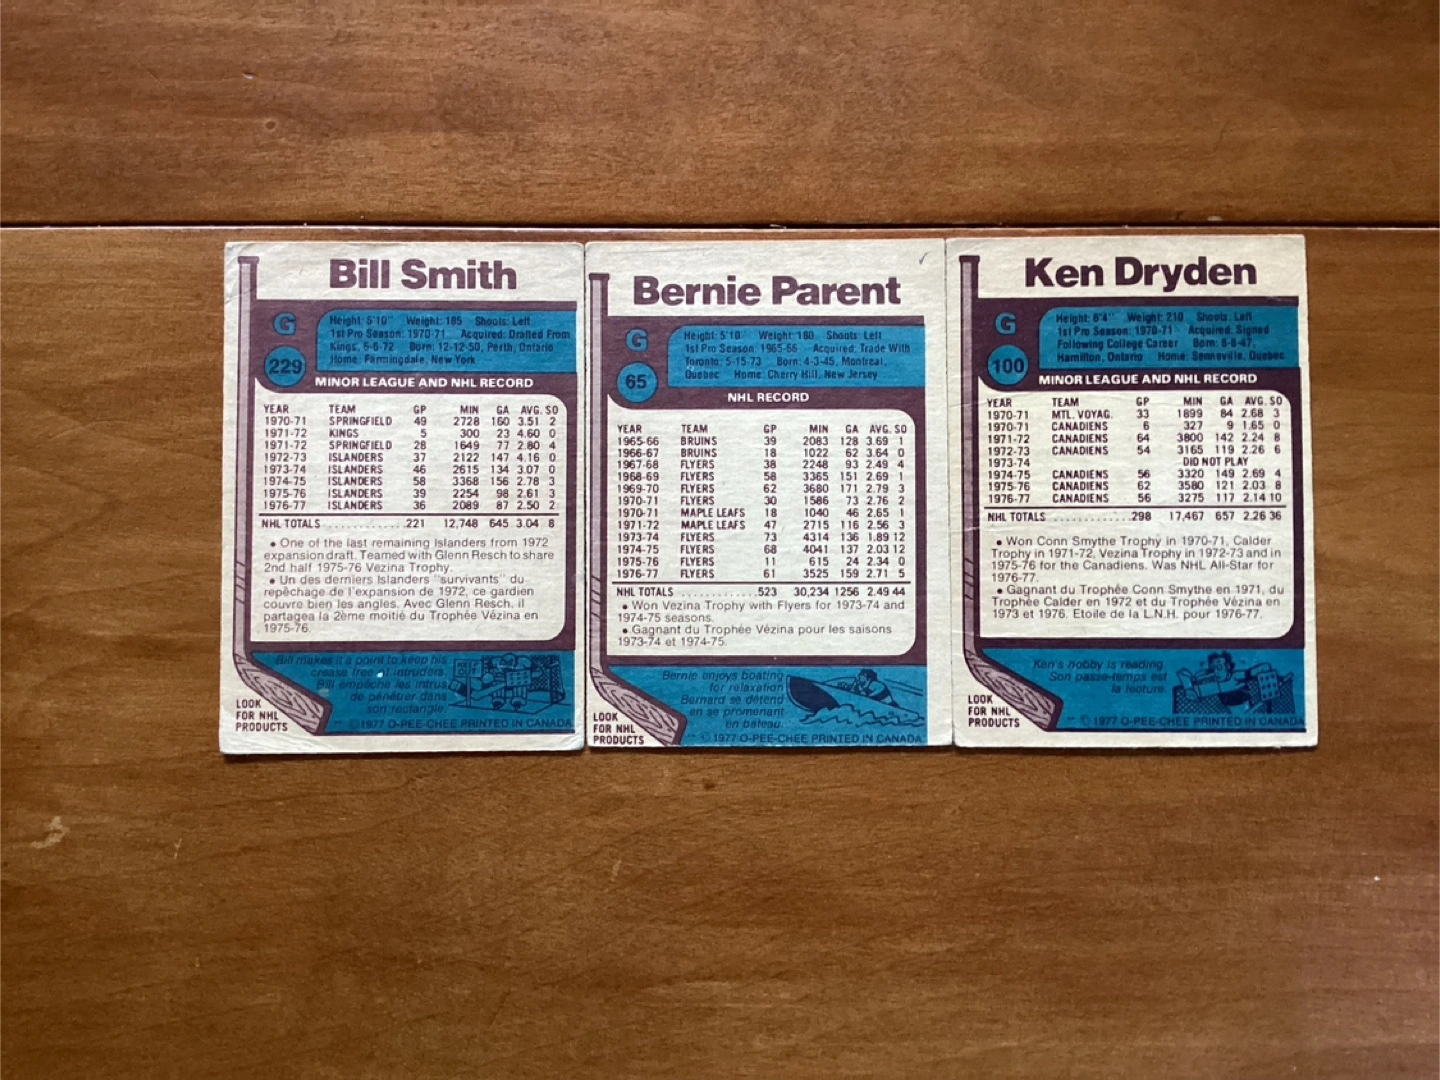 Bill Smith
G
229
Height: 5'10" Weight: 185 Shoots: Left
1st Pro Season: 1970-71 Acquired: Drafted From
Kings, 6-6-72 Born: 12-12-50, Perth, Ontario
Home: Farmingdale, New York
MINOR LEAGUE AND NHL RECORD
YEAR TEAM GP MIN GA AVG. SO
1970-71 SPRINGFIELD 49 2728 160 3.51 2
1971-72 KINGS 5 300 23 4.60 0
1971-72 SPRINGFIELD 28 1649 77 2.80 4
1972-73 ISLANDERS 37 2122 147 4.16 0
1973-74 ISLANDERS 46 2615 134 3.07 0
1974-75 ISLANDERS 58 3368 156 2.78 3
1975-76 ISLANDERS 39 2254 98 2.61 3
1976-77 ISLANDERS 36 2089 87 2.50 2
NHL TOTALS .............. 221 12,748 645 3.04 8
• One of the last remaining Islanders from 1972
expansion draft. Teamed with Glenn Resch to share
2nd half 1975-76 Vezina Trophy.
• Un des derniers Islanders "survivants" du
repêchage de l'expansion de 1972, ce gardien
couvre bien les angles. Avec Glenn Resch, il
partagea la 2ème moitié du Trophée Vézina en
1975-76.
Bill makes it a point to keep his
crease free of intruders.
Bill empêche les intrus
de pénétrer dans
son rectangle.
KEEP OUT
LOOK
FOR NHL
PRODUCTS
** © 1977 O-PEE-CHEE PRINTED IN CANADA
Bernie Parent
G
65
Height: 5'10" Weight: 180 Shoots: Left
1st Pro Season: 1965-66 Acquired: Trade With
Toronto: 5-15-73 Born: 4-3-45, Montreal,
Quebec Home: Cherry Hill, New Jersey
NHL RECORD
YEAR TEAM GP MIN GA AVG. SO
1965-66 BRUINS 39 2083 128 3.69 1
1966-67 BRUINS 18 1022 62 3.64 0
1967-68 FLYERS 38 2248 93 2.49 4
1968-69 FLYERS 58 3365 151 2.69 1
1969-70 FLYERS 62 3680 171 2.79 3
1970-71 FLYERS 30 1586 73 2.76 2
1970-71 MAPLE LEAFS 18 1040 46 2.65 1
1971-72 MAPLE LEAFS 47 2715 116 2.56 3
1973-74 FLYERS 73 4314 136 1.89 12
1974-75 FLYERS 68 4041 137 2.03 12
1975-76 FLYERS 11 615 24 2.34 0
1976-77 FLYERS 61 3525 159 2.71 5
NHL TOTALS .............. 523 30,234 1256 2.49 44
• Won Vezina Trophy with Flyers for 1973-74 and
1974-75 seasons.
• Gagnant du Trophée Vézina pour les saisons
1973-74 et 1974-75.
Bernie enjoys boating
for relaxation
Bernard se détend
en se promenant
en bateau.
LOOK
FOR NHL
PRODUCTS
** © 1977 O-PEE-CHEE PRINTED IN CANADA
Ken Dryden
G
100
Height: 6'4" Weight: 210 Shoots: Left
1st Pro Season: 1970-71 Acquired: Signed
Following College Career Born: 8-8-47,
Hamilton, Ontario Home: Senneville, Quebec
MINOR LEAGUE AND NHL RECORD
YEAR TEAM GP MIN GA AVG. SO
1970-71 MTL. VOYAG. 33 1899 84 2.68 3
1970-71 CANADIENS 6 327 9 1.65 0
1971-72 CANADIENS 64 3800 142 2.24 8
1972-73 CANADIENS 54 3165 119 2.26 6
1973-74 DID NOT PLAY
1974-75 CANADIENS 56 3320 149 2.69 4
1975-76 CANADIENS 62 3580 121 2.03 8
1976-77 CANADIENS 56 3275 117 2.14 10
NHL TOTALS .............. 298 17,467 657 2.26 36
• Won Conn Smythe Trophy in 1970-71, Calder
Trophy in 1971-72, Vezina Trophy in 1972-73 and in
1975-76 for the Canadiens. Was NHL All-Star for
1976-77.
• Gagnant du Trophée Conn Smythe en 1971, du
Trophée Calder en 1972 et du Trophée Vézina en
1973 et 1976. Etoile de la L.N.H. pour 1976-77.
Ken's hobby is reading.
Son passe-temps est
la lecture.
LOOK
FOR NHL
PRODUCTS
** © 1977 O-PEE-CHEE PRINTED IN CANADA